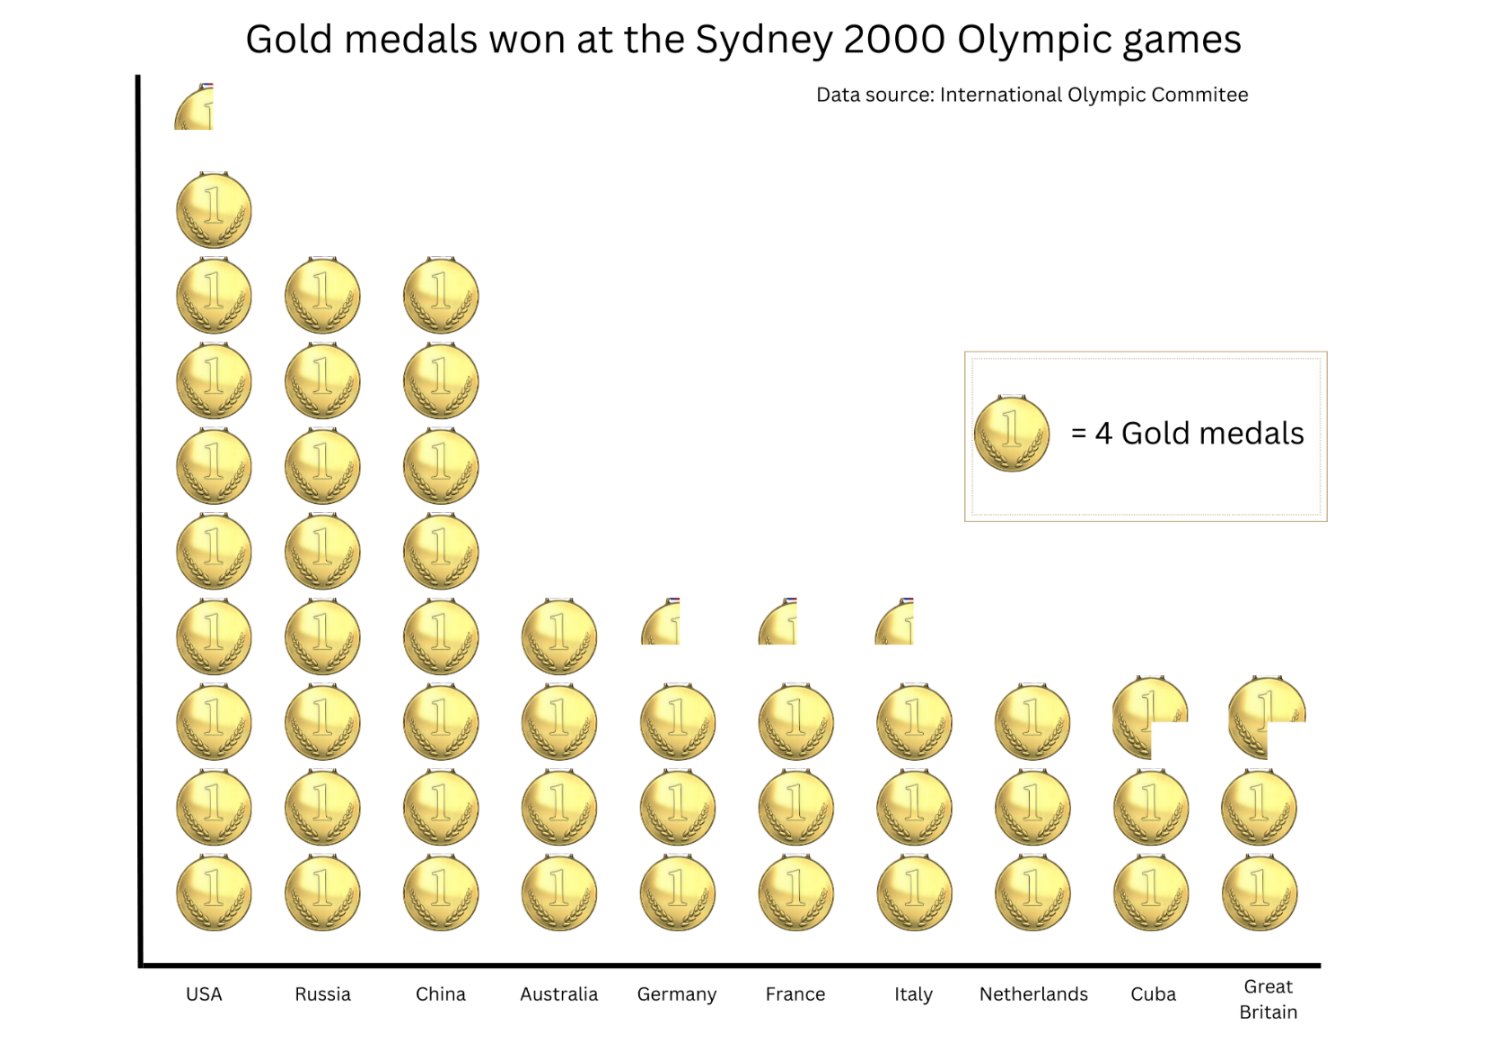 Gold medals won at the Sydney 2000 Olympic games
Data source: International Olympic Commitee
= 4 Gold medals
USA
Russia
China
Australia
Germany
France
Italy
Netherlands
Cuba
Great
Britain